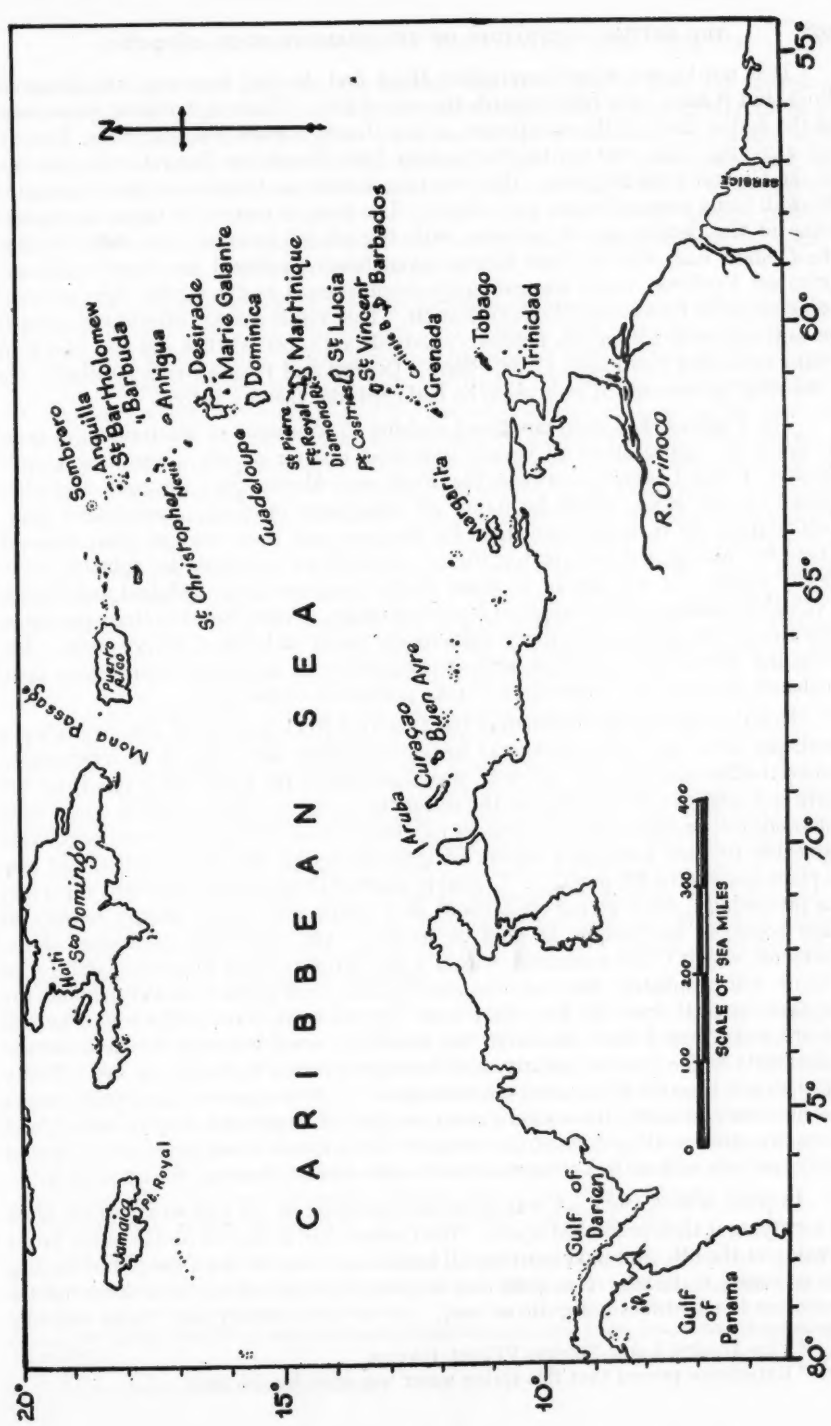 20°
15°
10°
N
Mona Passage
Sombrero
Anguilla
St Bartholomew
Barbuda
Haiti
Sto Domingo
Puerto Rico
Jamaica
Pt. Royal
St Christopher
Nevis
Antigua
Guadeloupe
Desirade
Marie Galante
Dominica
CARIBBEAN SEA
St Pierre
Ft Royal
Diamond Rk.
Martinique
Pt Castries
St Lucia
St Vincent
Carlisle B.
Barbados
Grenada
Aruba
Curaçao
Buen Ayre
Margarita
Tobago
Trinidad
Gulf of
Darien
Gulf
of
Panama
R. Orinoco
BERBICE
0 100 200 300 400
SCALE OF SEA MILES
80° 75° 70° 65° 60° 55°